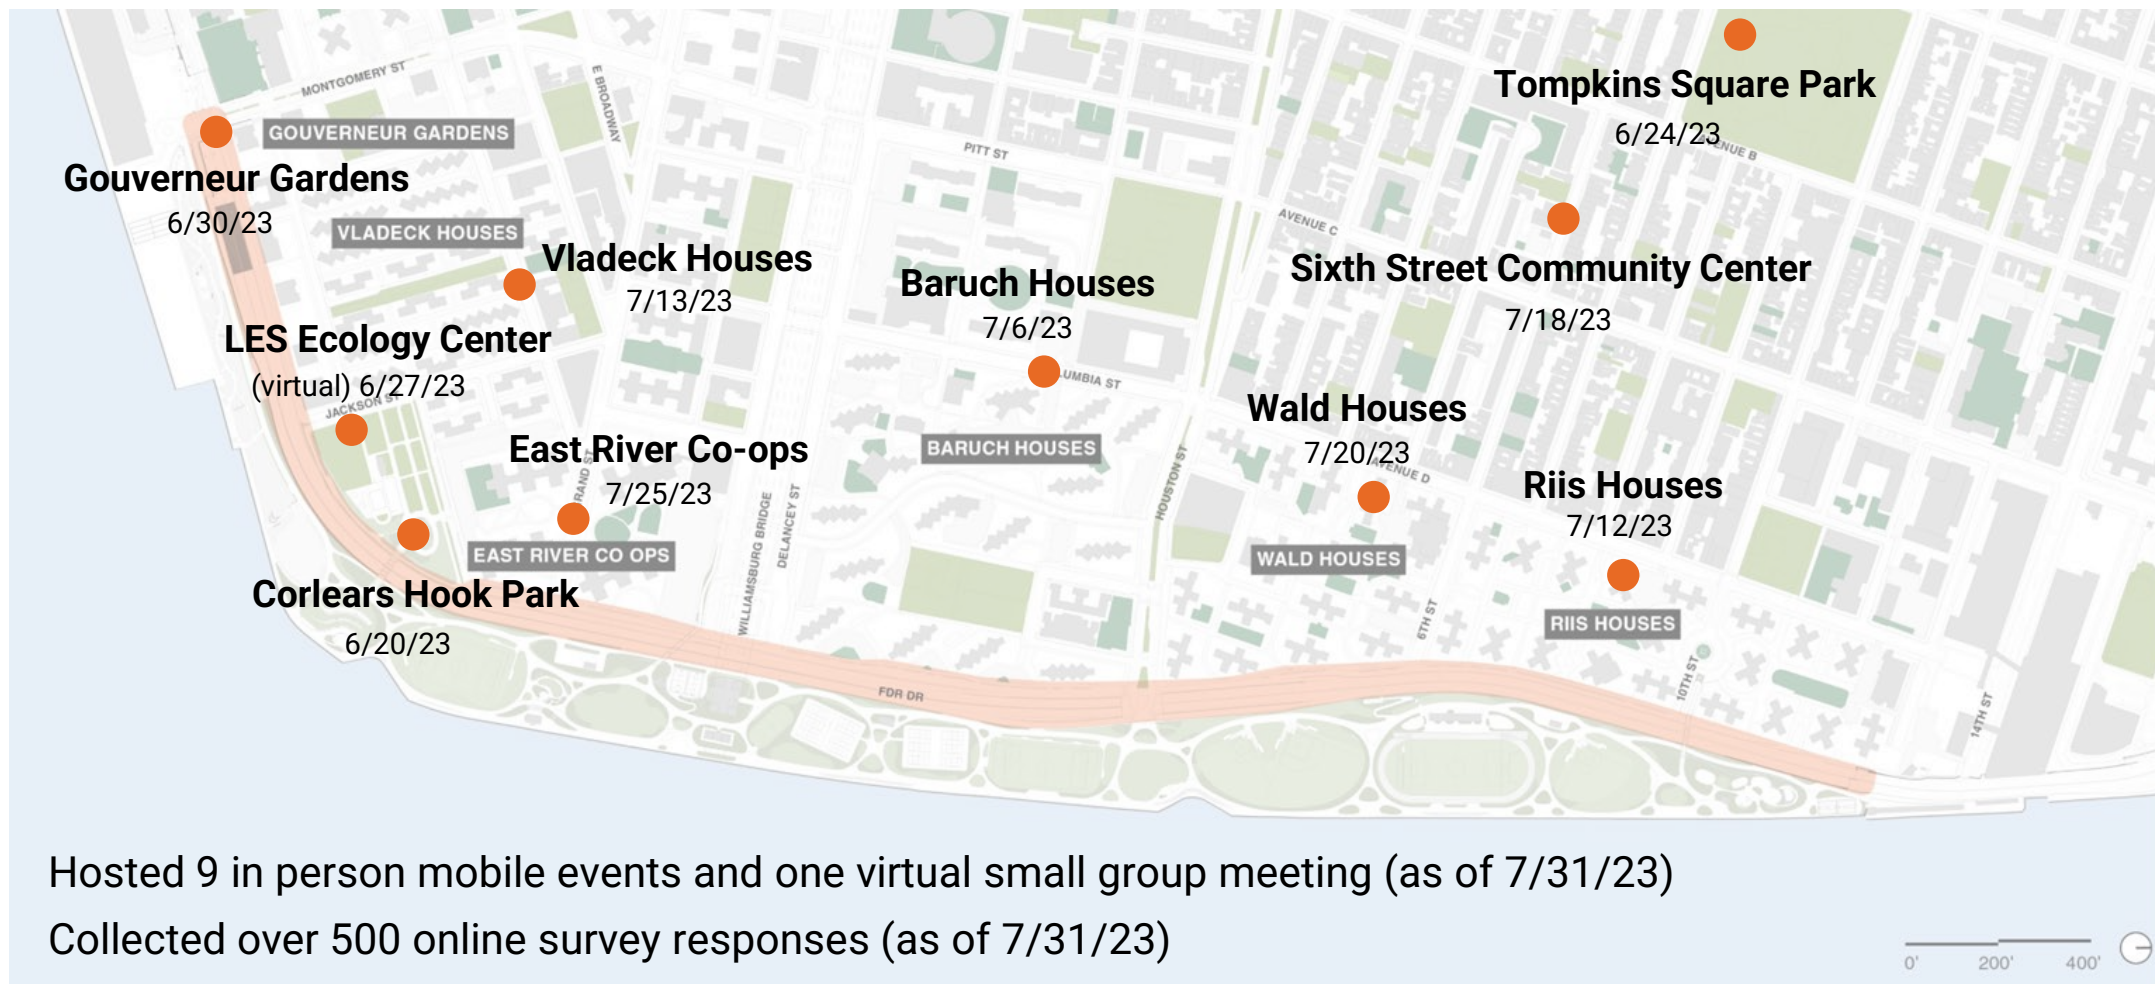 Tompkins Square Park
6/24/23
AVENUE B
MONTGOMERY ST
E BROADWAY
GOUVERNEUR GARDENS
Gouverneur Gardens
6/30/23
PITT ST
VLADECK HOUSES
Vladeck Houses
7/13/23
AVENUE C
Sixth Street Community Center
7/18/23
Baruch Houses
7/6/23
UMBIA ST
BARUCH HOUSES
LES Ecology Center
(virtual) 6/27/23
JACKSON ST
East River Co-ops
7/25/23
RAND ST
EAST RIVER CO OPS
Wald Houses
7/20/23
AVENUE D
WALD HOUSES
HOUSTON ST
Riis Houses
7/12/23
RIIS HOUSES
WILLIAMSBURG BRIDGE
DELANCEY ST
6TH ST
10TH ST
14TH ST
Corlears Hook Park
6/20/23
FDR DR
Hosted 9 in person mobile events and one virtual small group meeting (as of 7/31/23)
Collected over 500 online survey responses (as of 7/31/23)
0' 200' 400'